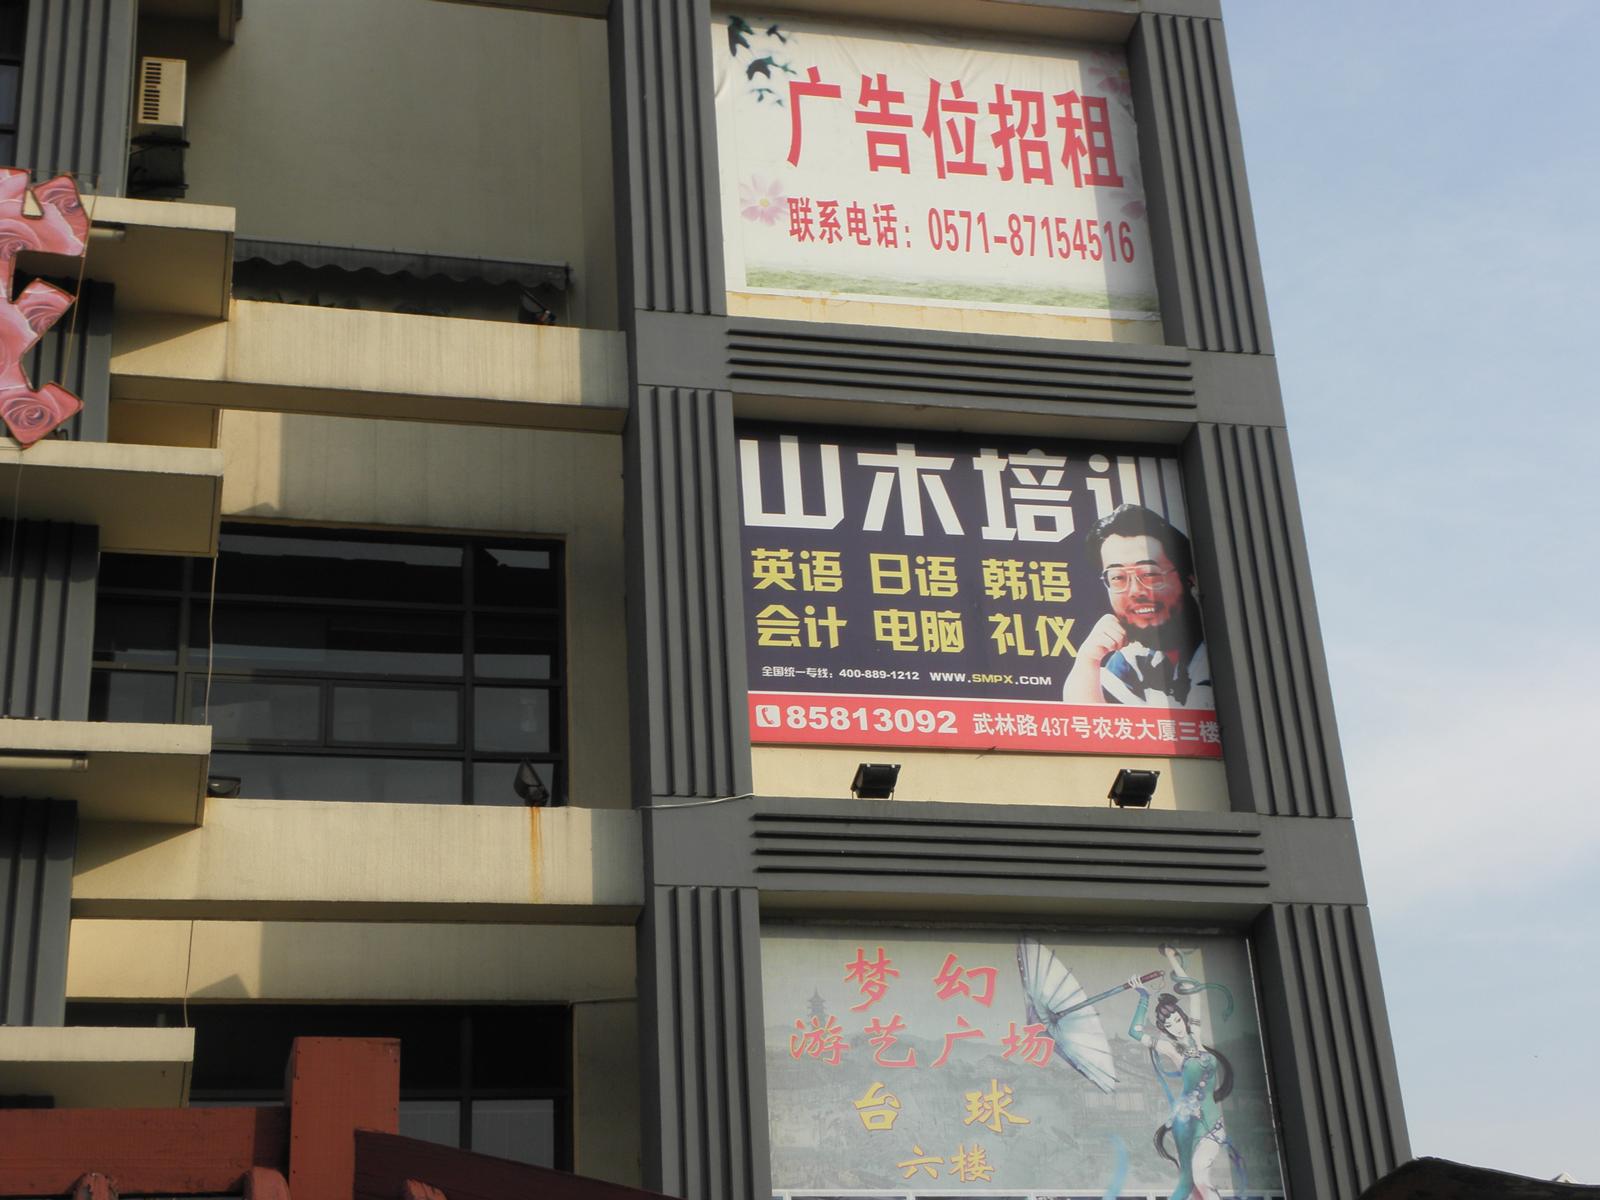 广告位招租
联系电话：0571-87154516
山木培训
英语 日语 韩语
会计 电脑 礼仪
全国统一专线：400-889-1212 WWW.SMPX.COM
85813092 武林路437号农发大厦三楼
梦幻
游艺广场
台球
六楼